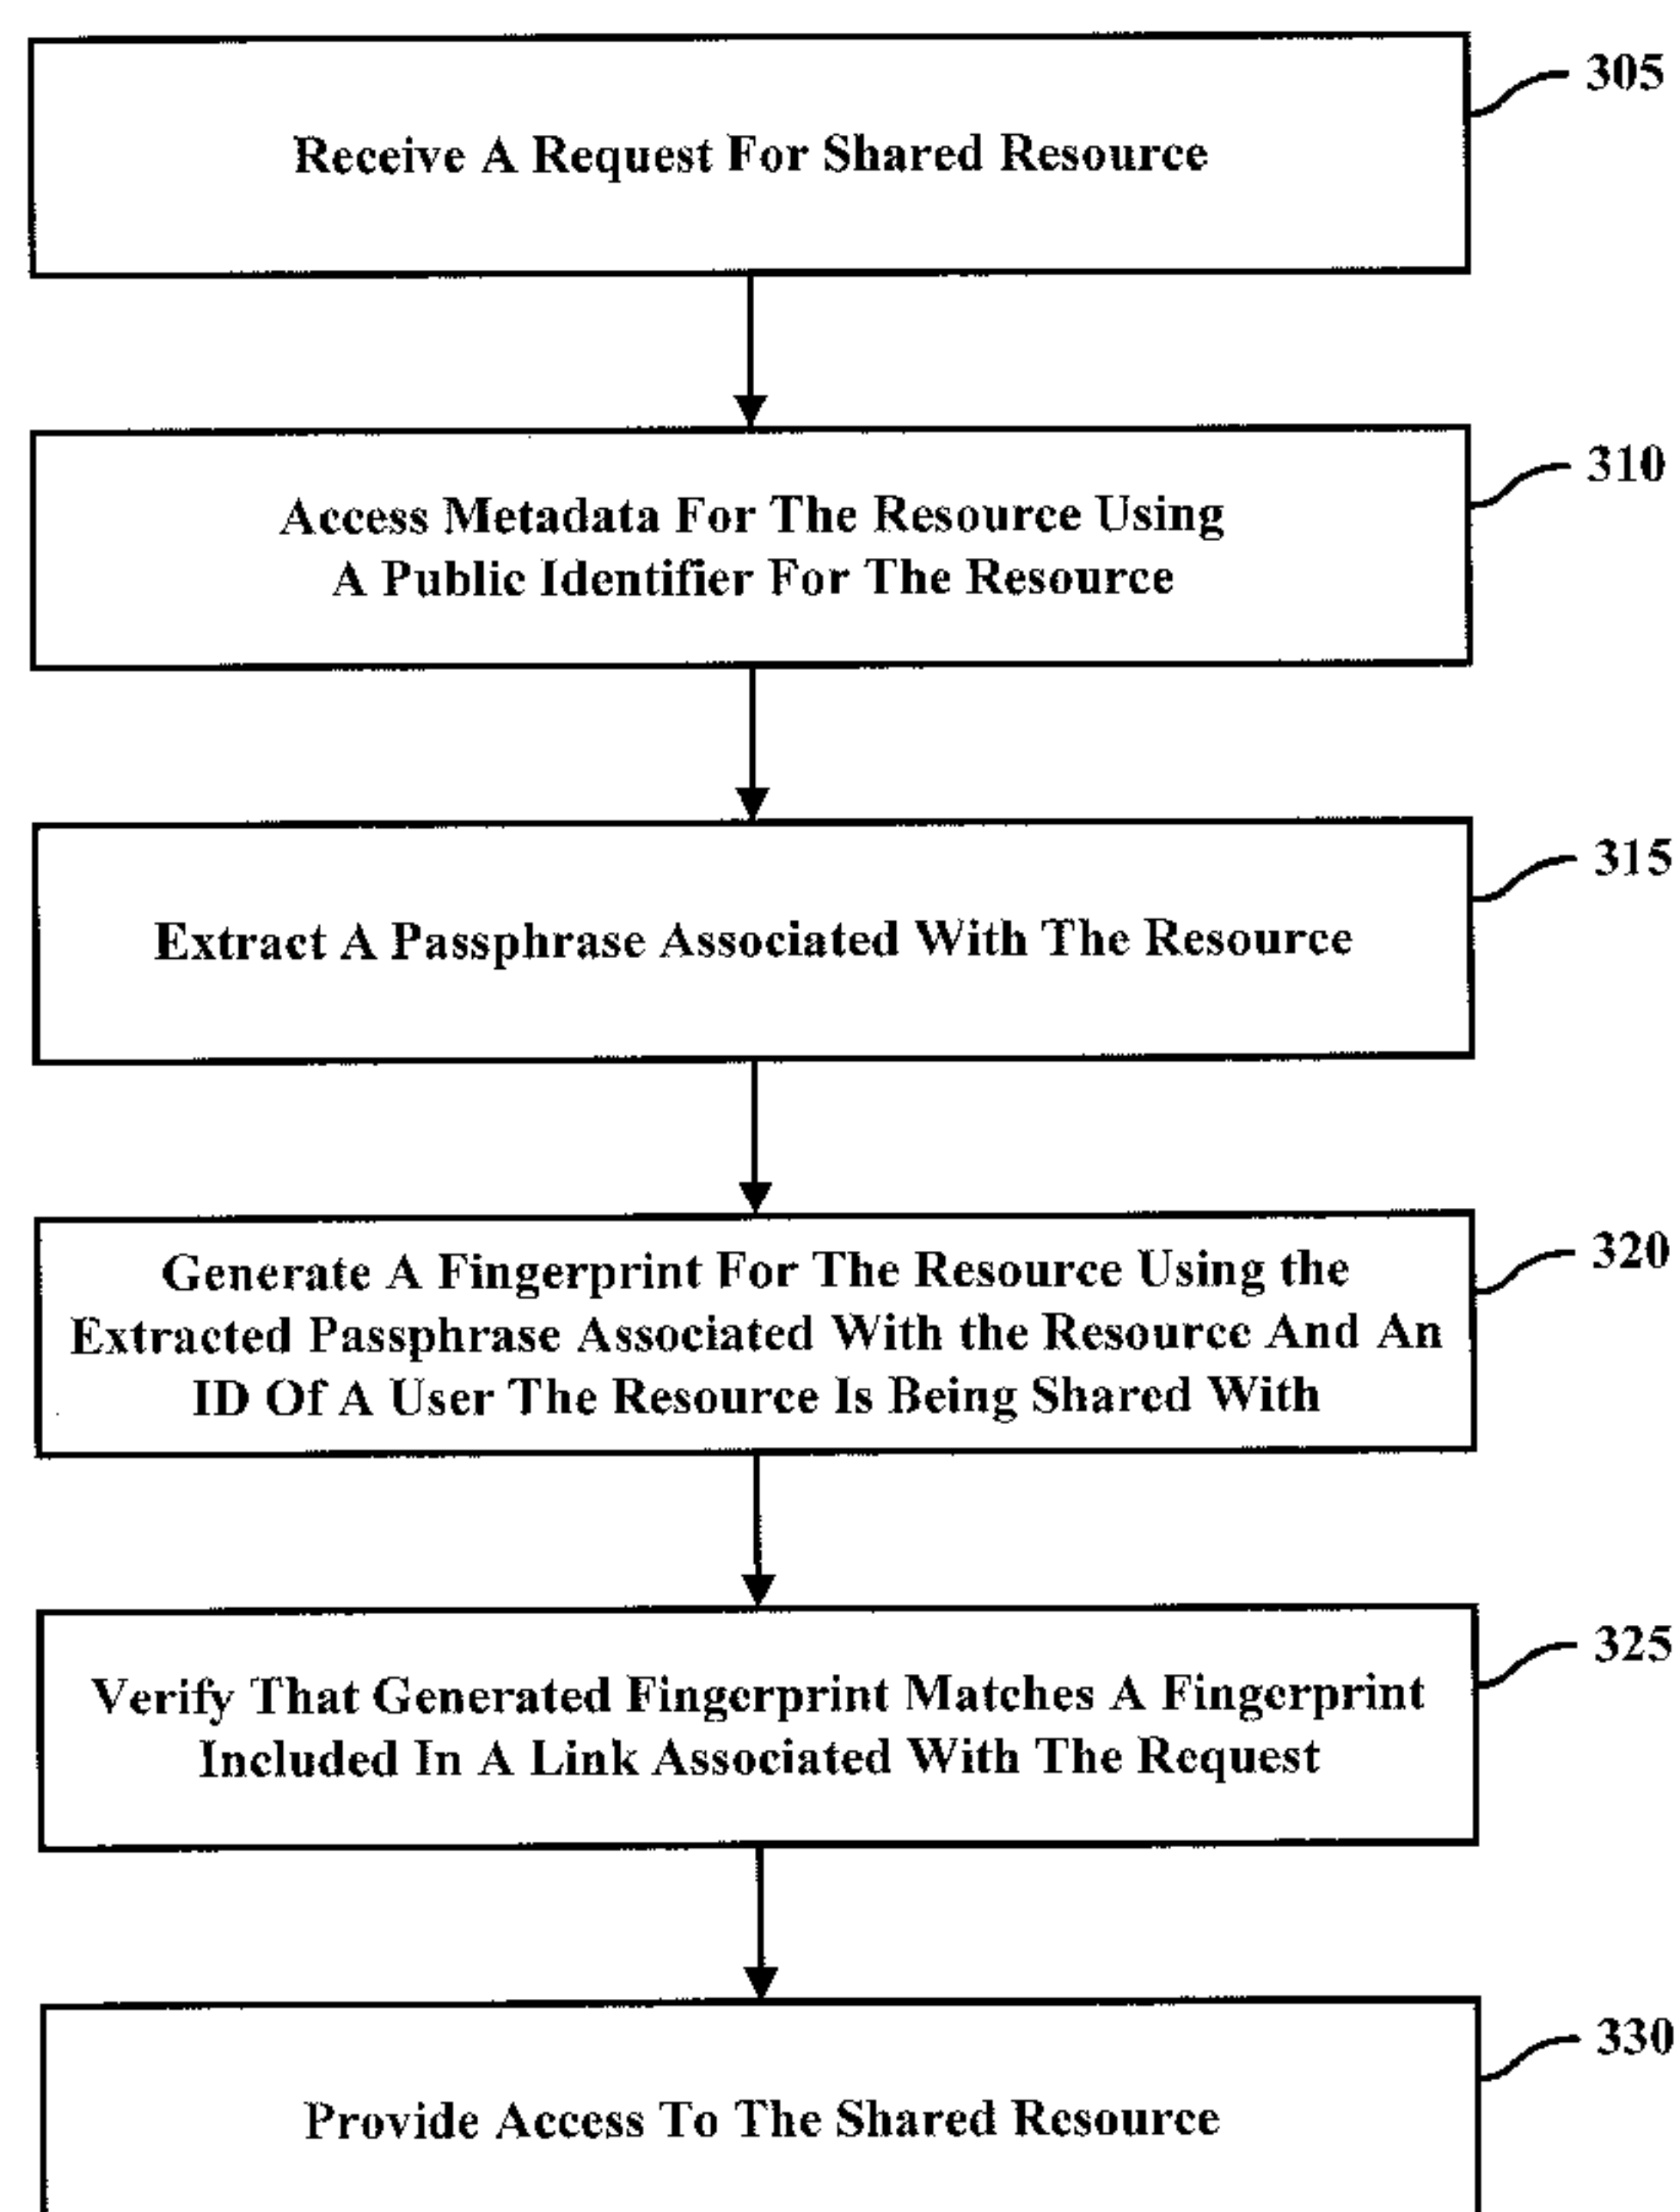 305
Receive A Request For Shared Resource
310
Access Metadata For The Resource Using
A Public Identifier For The Resource
315
Extract A Passphrase Associated With The Resource
320
Generate A Fingerprint For The Resource Using the
Extracted Passphrase Associated With the Resource And An
ID Of A User The Resource Is Being Shared With
325
Verify That Generated Fingerprint Matches A Fingerprint
Included In A Link Associated With The Request
330
Provide Access To The Shared Resource